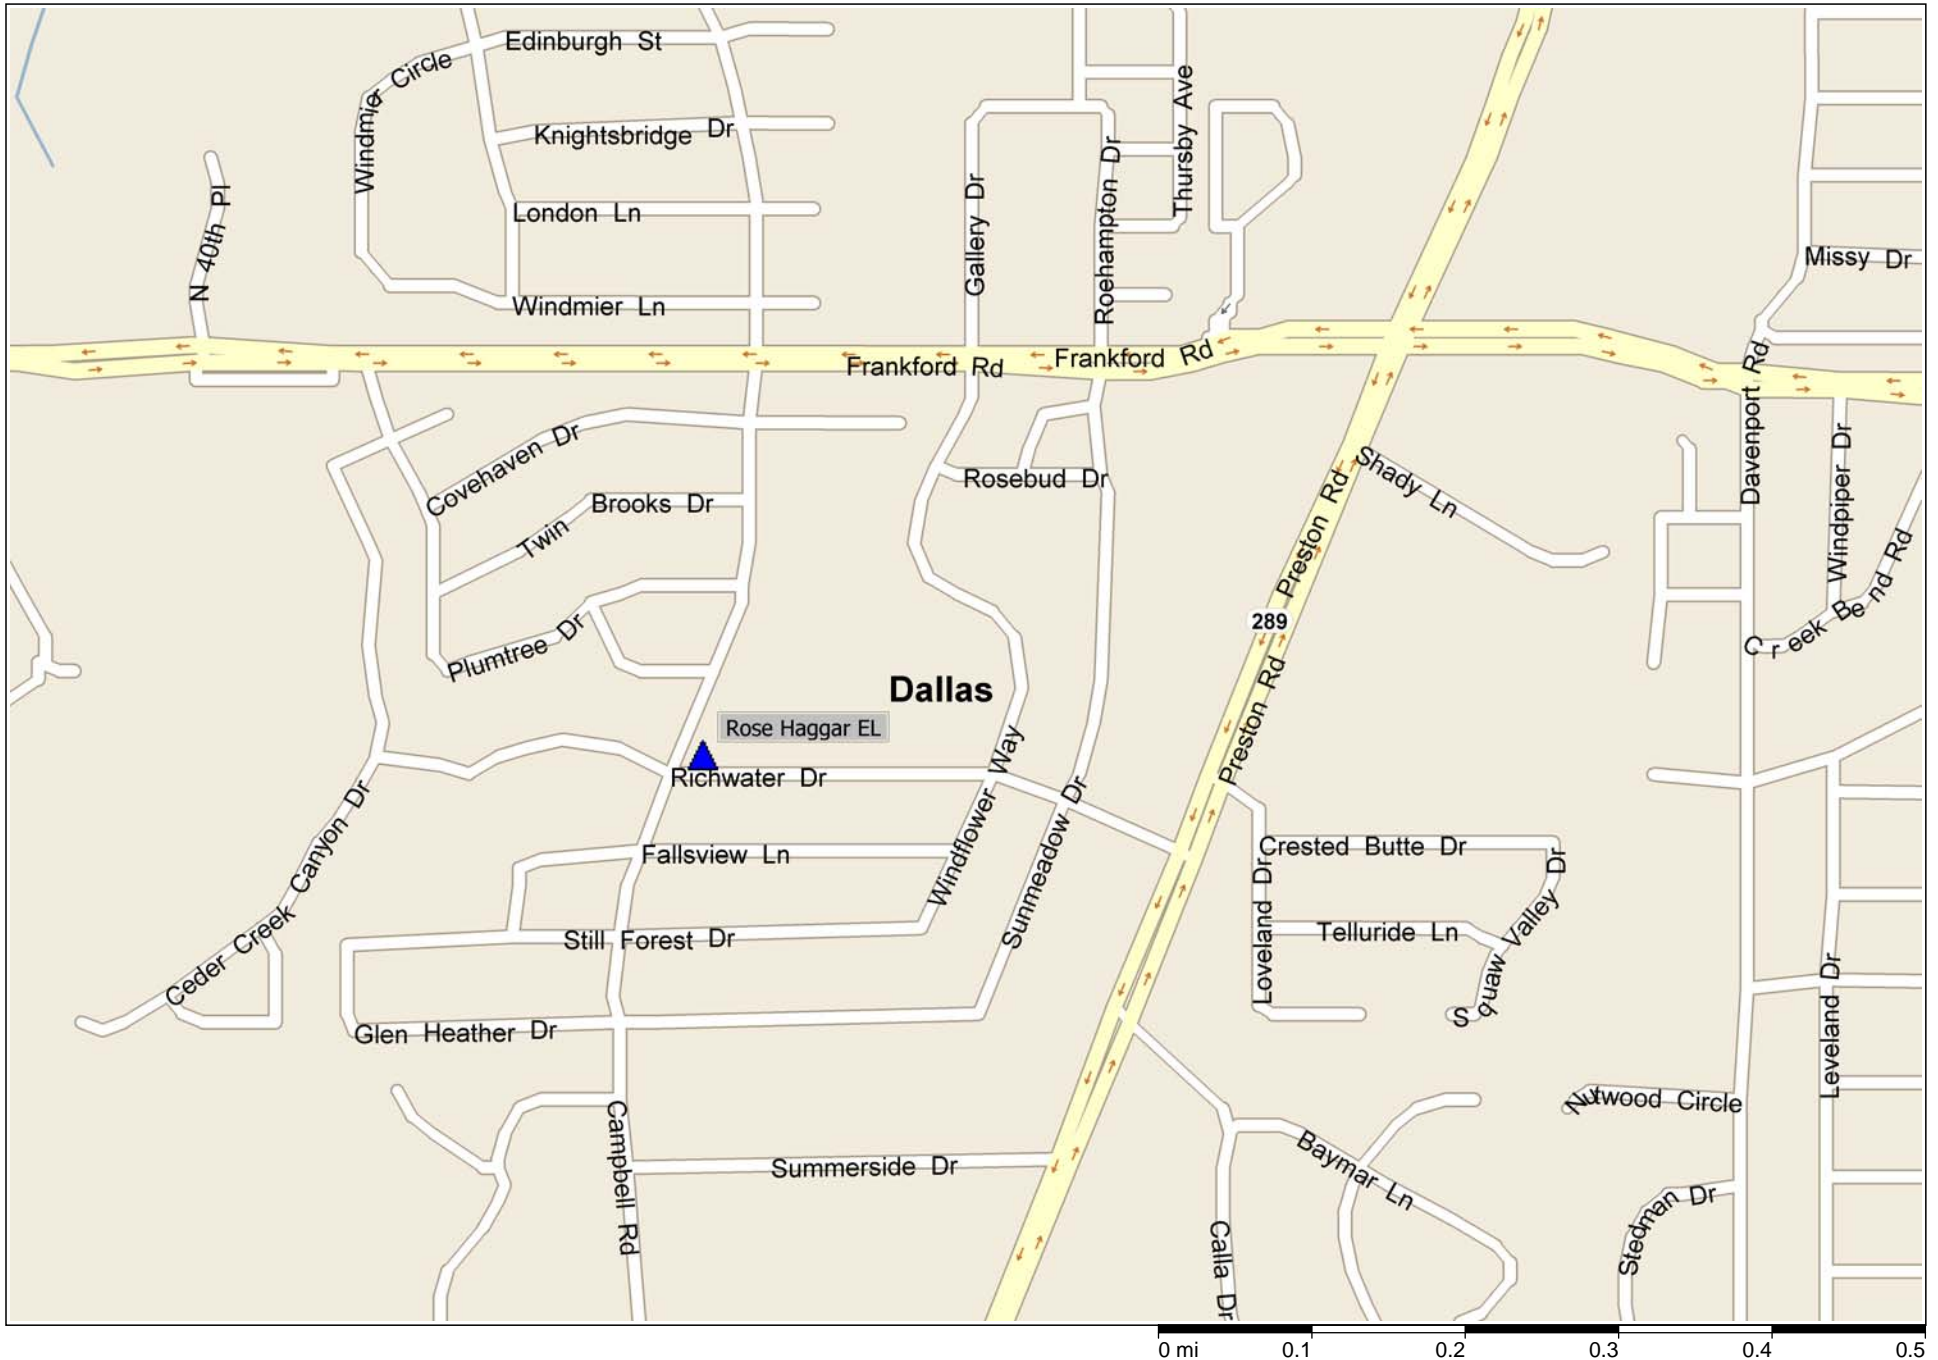 Edinburgh St
Windmier Circle
Knightsbridge Dr
Thursby Ave
N 40th Pl
London Ln
Gallery Dr
Roehampton Dr
Missy Dr
Windmier Ln
Frankford Rd
Frankford Rd
Davenport Rd
Covehaven Dr
Rosebud Dr
Shady Ln
Windpiper Dr
Twin Brooks Dr
Preston Rd
Creek Bend Rd
289
Plumtree Dr
Dallas
Preston Rd
Rose Haggar EL
Richwater Dr
Windflower Way
Sunmeadow Dr
Ceder Creek Canyon Dr
Fallsview Ln
Crested Butte Dr
Loveland Dr
Squaw Valley Dr
Telluride Ln
Still Forest Dr
Glen Heather Dr
Leveland Dr
Nutwood Circle
Campbell Rd
Summerside Dr
Baymar Ln
Stedman Dr
Calla Dr
0 mi 0.1 0.2 0.3 0.4 0.5